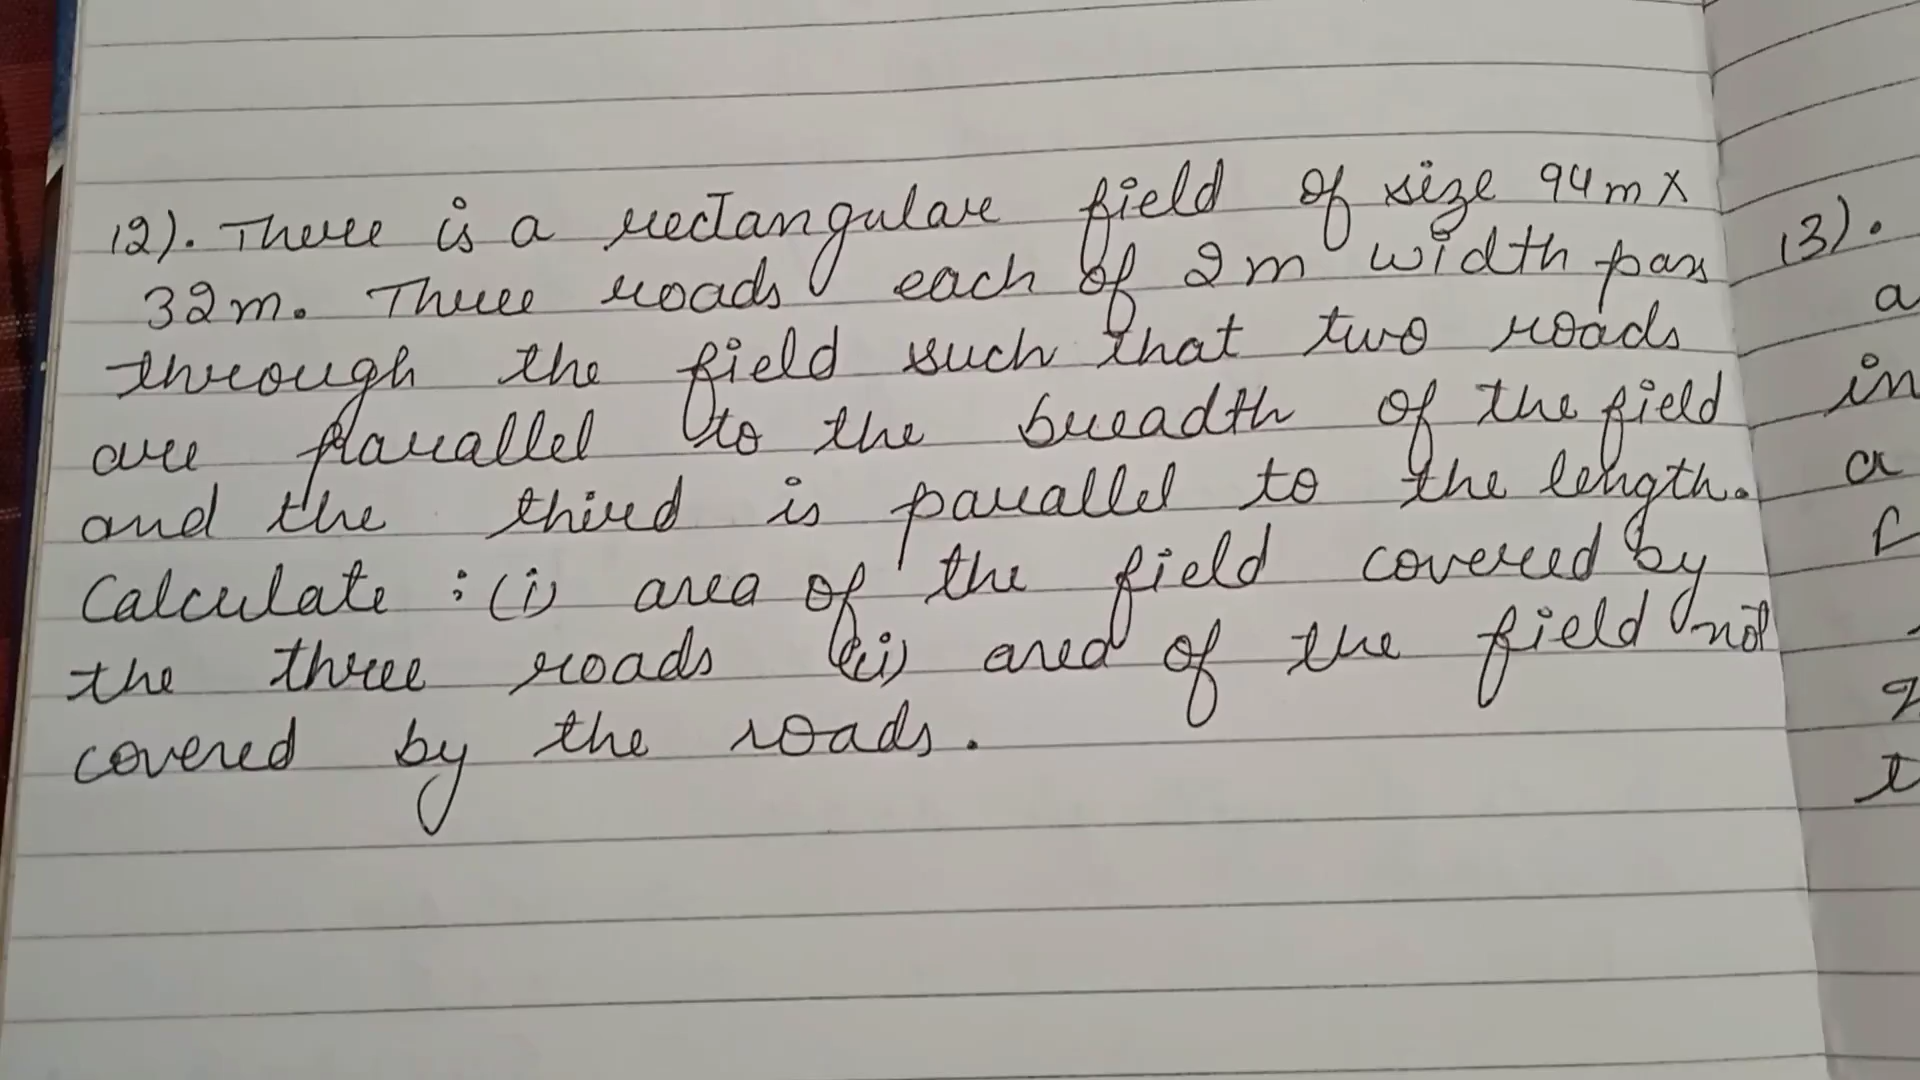 12). There is a rectangular field of size 94m x
32m. Three roads each of 2m width pass
through the field such that two roads
are parallel to the breadth of the field
and the third is parallel to the length.
Calculate : (i) area of the field covered by
the three roads (ii) area of the field not
covered by the roads.
13).
a
in
a